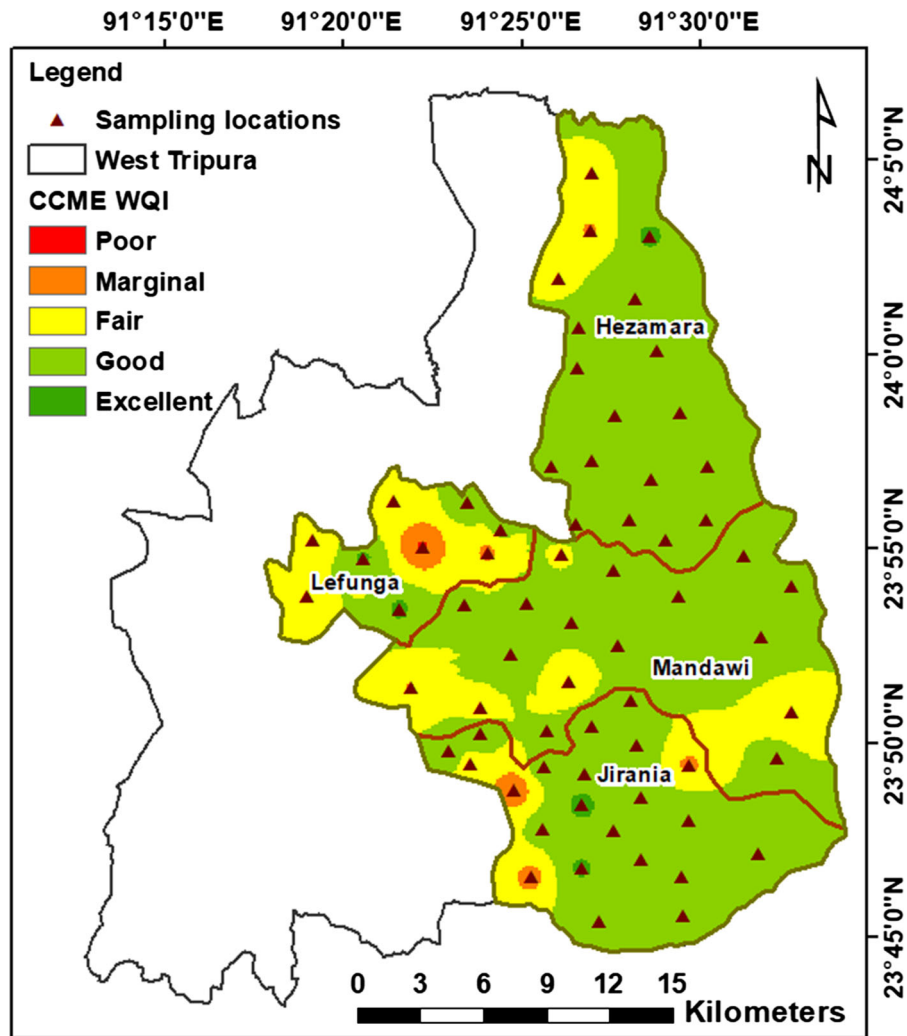 91°15'0"E 91°20'0"E 91°25'0"E 91°30'0"E
Legend
Sampling locations
West Tripura
CCME WQI
Poor
Marginal
Fair
Good
Excellent
N
24°5'0"N
24°0'0"N
23°55'0"N
23°50'0"N
23°45'0"N
Hezamara
Lefunga
Mandawi
Jirania
0 3 6 9 12 15
Kilometers